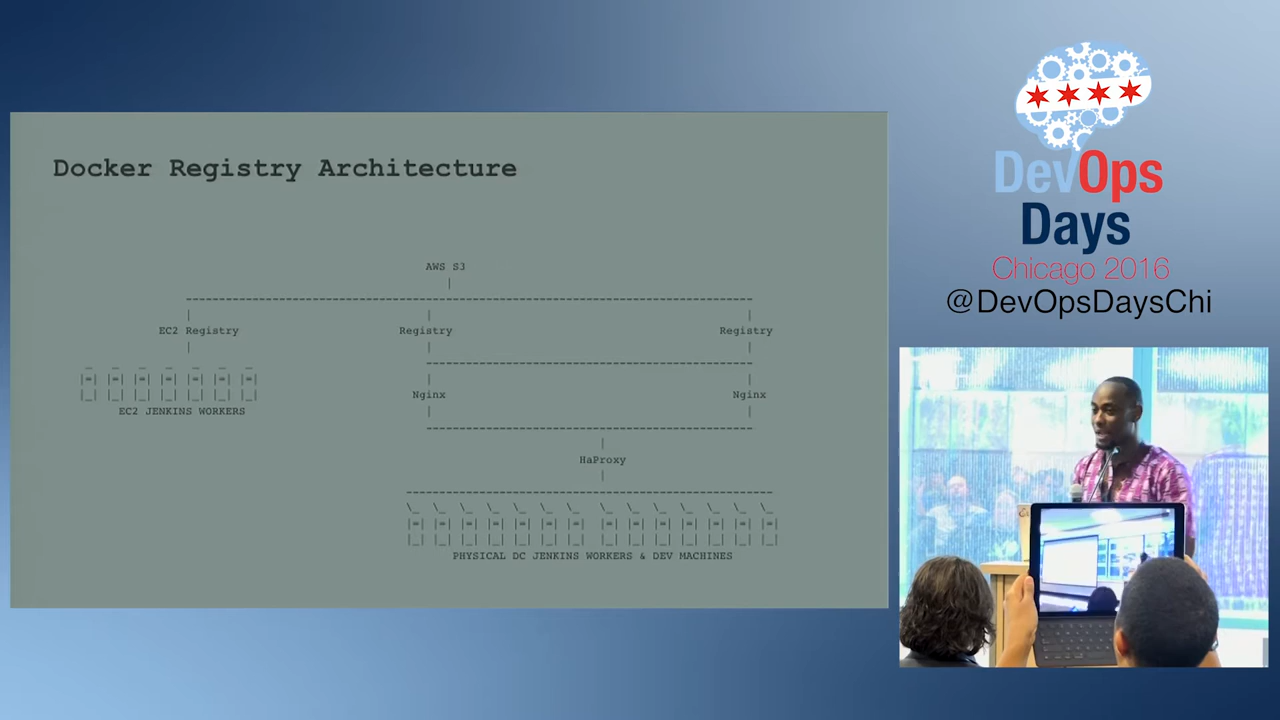 Docker Registry Architecture
AWS S3
EC2 Registry
Registry
Registry
Nginx
Nginx
EC2 JENKINS WORKERS
HaProxy
PHYSICAL DC JENKINS WORKERS & DEV MACHINES
DevOps
Days
Chicago 2016
@DevOpsDaysChi